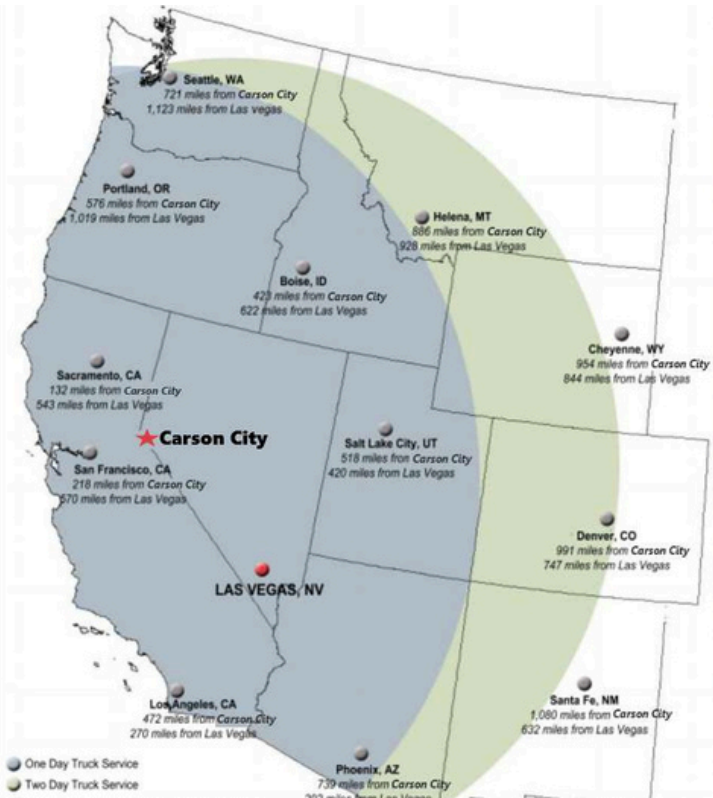 Seattle, WA
721 miles from Carson City
1,123 miles from Las vegas
Portland, OR
576 miles from Carson City
1,019 miles from Las Vegas
Helena, MT
886 miles from Carson City
928 miles from Las Vegas
Boise, ID
423 miles from Carson City
622 miles from Las Vegas
Cheyenne, WY
954 miles from Carson City
844 miles from Las Vegas
Sacramento, CA
132 miles from Carson City
543 miles from Las Vegas
Carson City
Salt Lake City, UT
518 miles from Carson City
420 miles from Las Vegas
San Francisco, CA
218 miles from Carson City
570 miles from Las Vegas
Denver, CO
991 miles from Carson City
747 miles from Las Vegas
LAS VEGAS, NV
Los Angeles, CA
472 miles from Carson City
270 miles from Las Vegas
Santa Fe, NM
1,080 miles from Carson City
632 miles from Las Vegas
One Day Truck Service
Two Day Truck Service
Phoenix, AZ
739 miles from Carson City
miles from Las Vegas